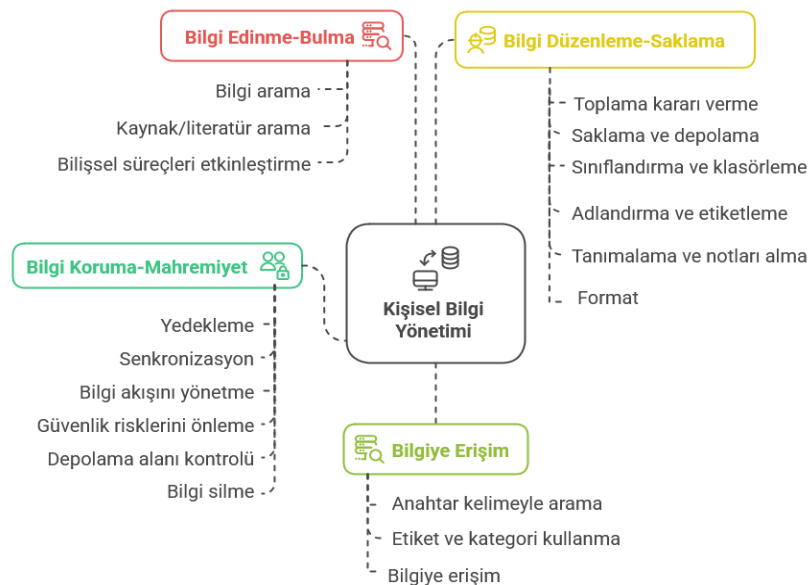 Bilgi Edinme-Bulma
Bilgi arama
Kaynak/literatür arama
Bilişsel süreçleri etkinleştirme
Bilgi Düzenleme-Saklama
Toplama kararı verme
Saklama ve depolama
Sınıflandırma ve klasörleme
Adlandırma ve etiketleme
Tanımalama ve notları alma
Format
Kişisel Bilgi
Yönetimi
Bilgi Koruma-Mahremiyet
Yedekleme
Senkronizasyon
Bilgi akışını yönetme
Güvenlik risklerini önleme
Depolama alanı kontrolü
Bilgi silme
Bilgiye Erişim
Anahtar kelimeyle arama
Etiket ve kategori kullanma
Bilgiye erişim